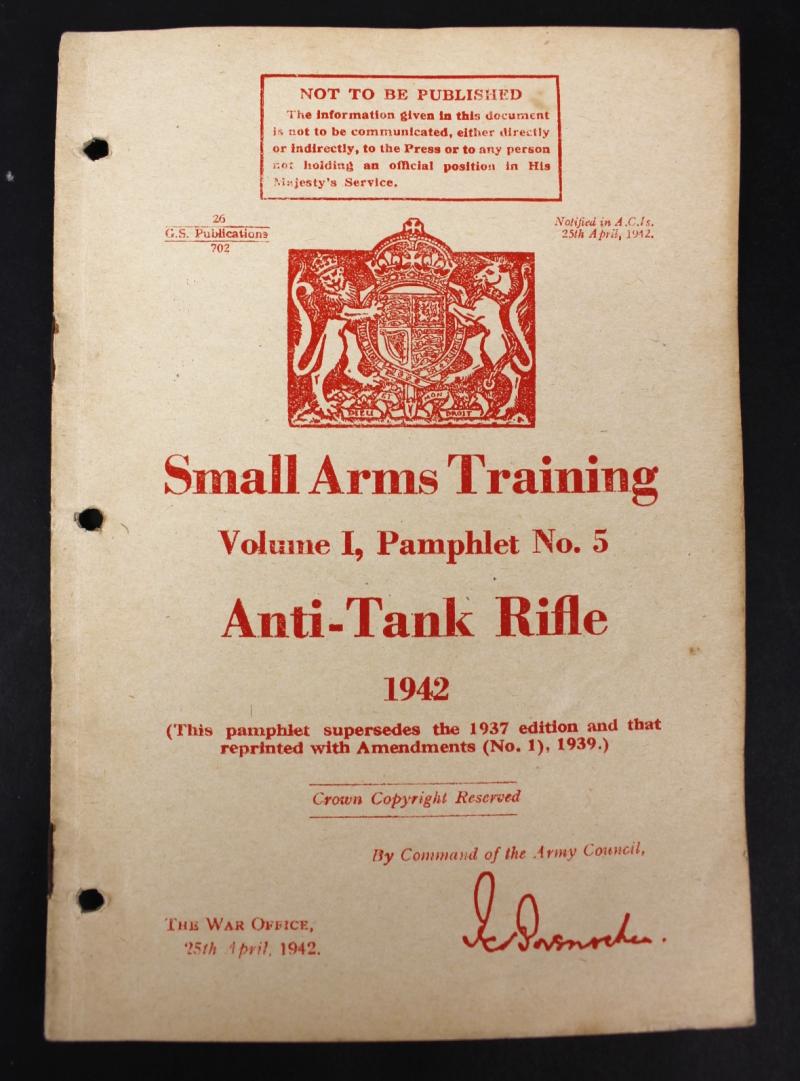 NOT TO BE PUBLISHED
The information given in this document
is not to be communicated, either directly
or indirectly, to the Press or to any person
not holding an official position in His
Majesty's Service.
26
G.S. Publications
702
Notified in A.C.Is.
25th April, 1942.
ET MON
DIEU DROIT
Small Arms Training
Volume I, Pamphlet No. 5
Anti-Tank Rifle
1942
(This pamphlet supersedes the 1937 edition and that
reprinted with Amendments (No. 1), 1939.)
Crown Copyright Reserved
By Command of the Army Council,
THE WAR OFFICE,
25th April, 1942.